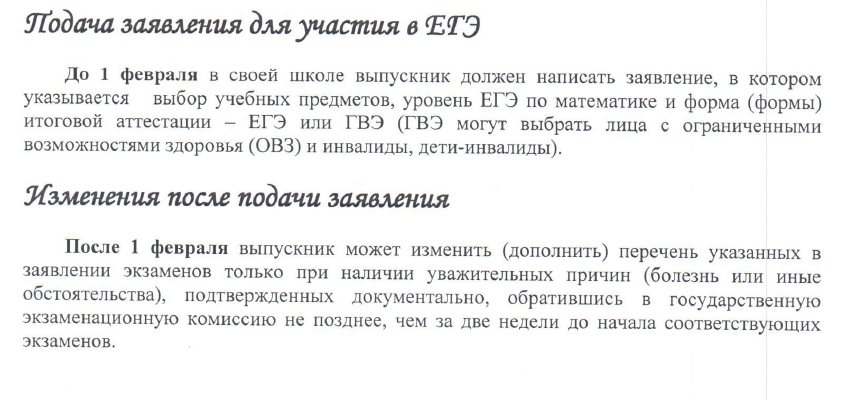 Подача заявления для участия в ЕГЭ
До 1 февраля в своей школе выпускник должен написать заявление, в котором
указывается выбор учебных предметов, уровень ЕГЭ по математике и форма (формы)
итоговой аттестации – ЕГЭ или ГВЭ (ГВЭ могут выбрать лица с ограниченными
возможностями здоровья (ОВЗ) и инвалиды, дети-инвалиды).
Изменения после подачи заявления
После 1 февраля выпускник может изменить (дополнить) перечень указанных в
заявлении экзаменов только при наличии уважительных причин (болезнь или иные
обстоятельства), подтвержденных документально, обратившись в государственную
экзаменационную комиссию не позднее, чем за две недели до начала соответствующих
экзаменов.